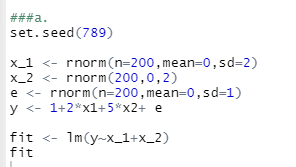 ###a.
set.seed(789)
x_1 <- rnorm(n=200,mean=0,sd=2)
x_2 <- rnorm(200,0,2)
e <- rnorm(n=200,mean=0,sd=1)
y <- 1+2*x1+5*x2+ e
fit <- lm(y~x_1+x_2)
fit